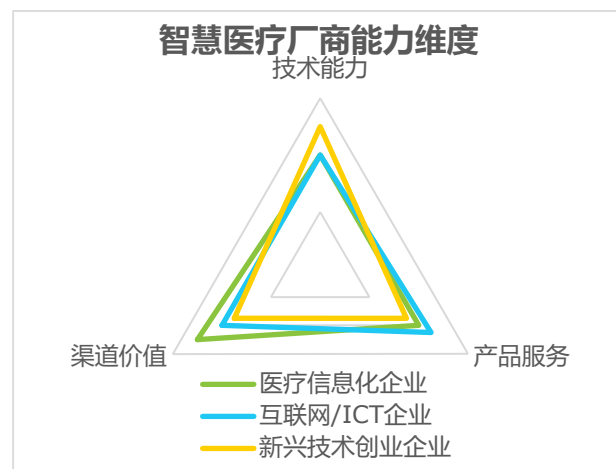 智慧医疗厂商能力维度
技术能力
渠道价值
产品服务
医疗信息化企业
互联网/ICT企业
新兴技术创业企业